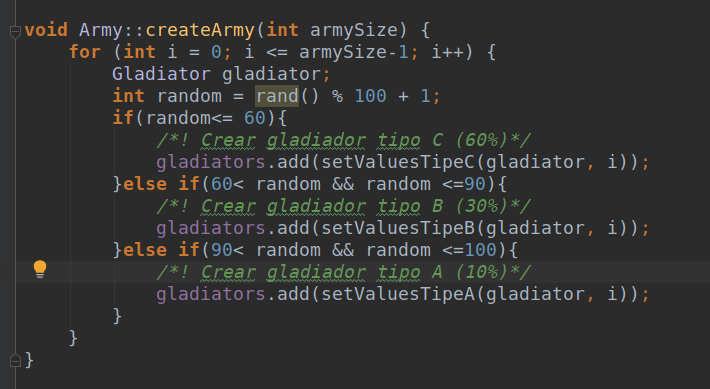 void Army::createArmy(int armySize) {
    for (int i = 0; i <= armySize-1; i++) {
        Gladiator gladiator;
        int random = rand() % 100 + 1;
        if(random<= 60){
            /*! Crear gladiador tipo C (60%)*/
            gladiators.add(setValuesTipeC(gladiator, i));
        }else if(60< random && random <=90){
            /*! Crear gladiador tipo B (30%)*/
            gladiators.add(setValuesTipeB(gladiator, i));
        }else if(90< random && random <=100){
            /*! Crear gladiador tipo A (10%)*/
            gladiators.add(setValuesTipeA(gladiator, i));
        }
    }
}